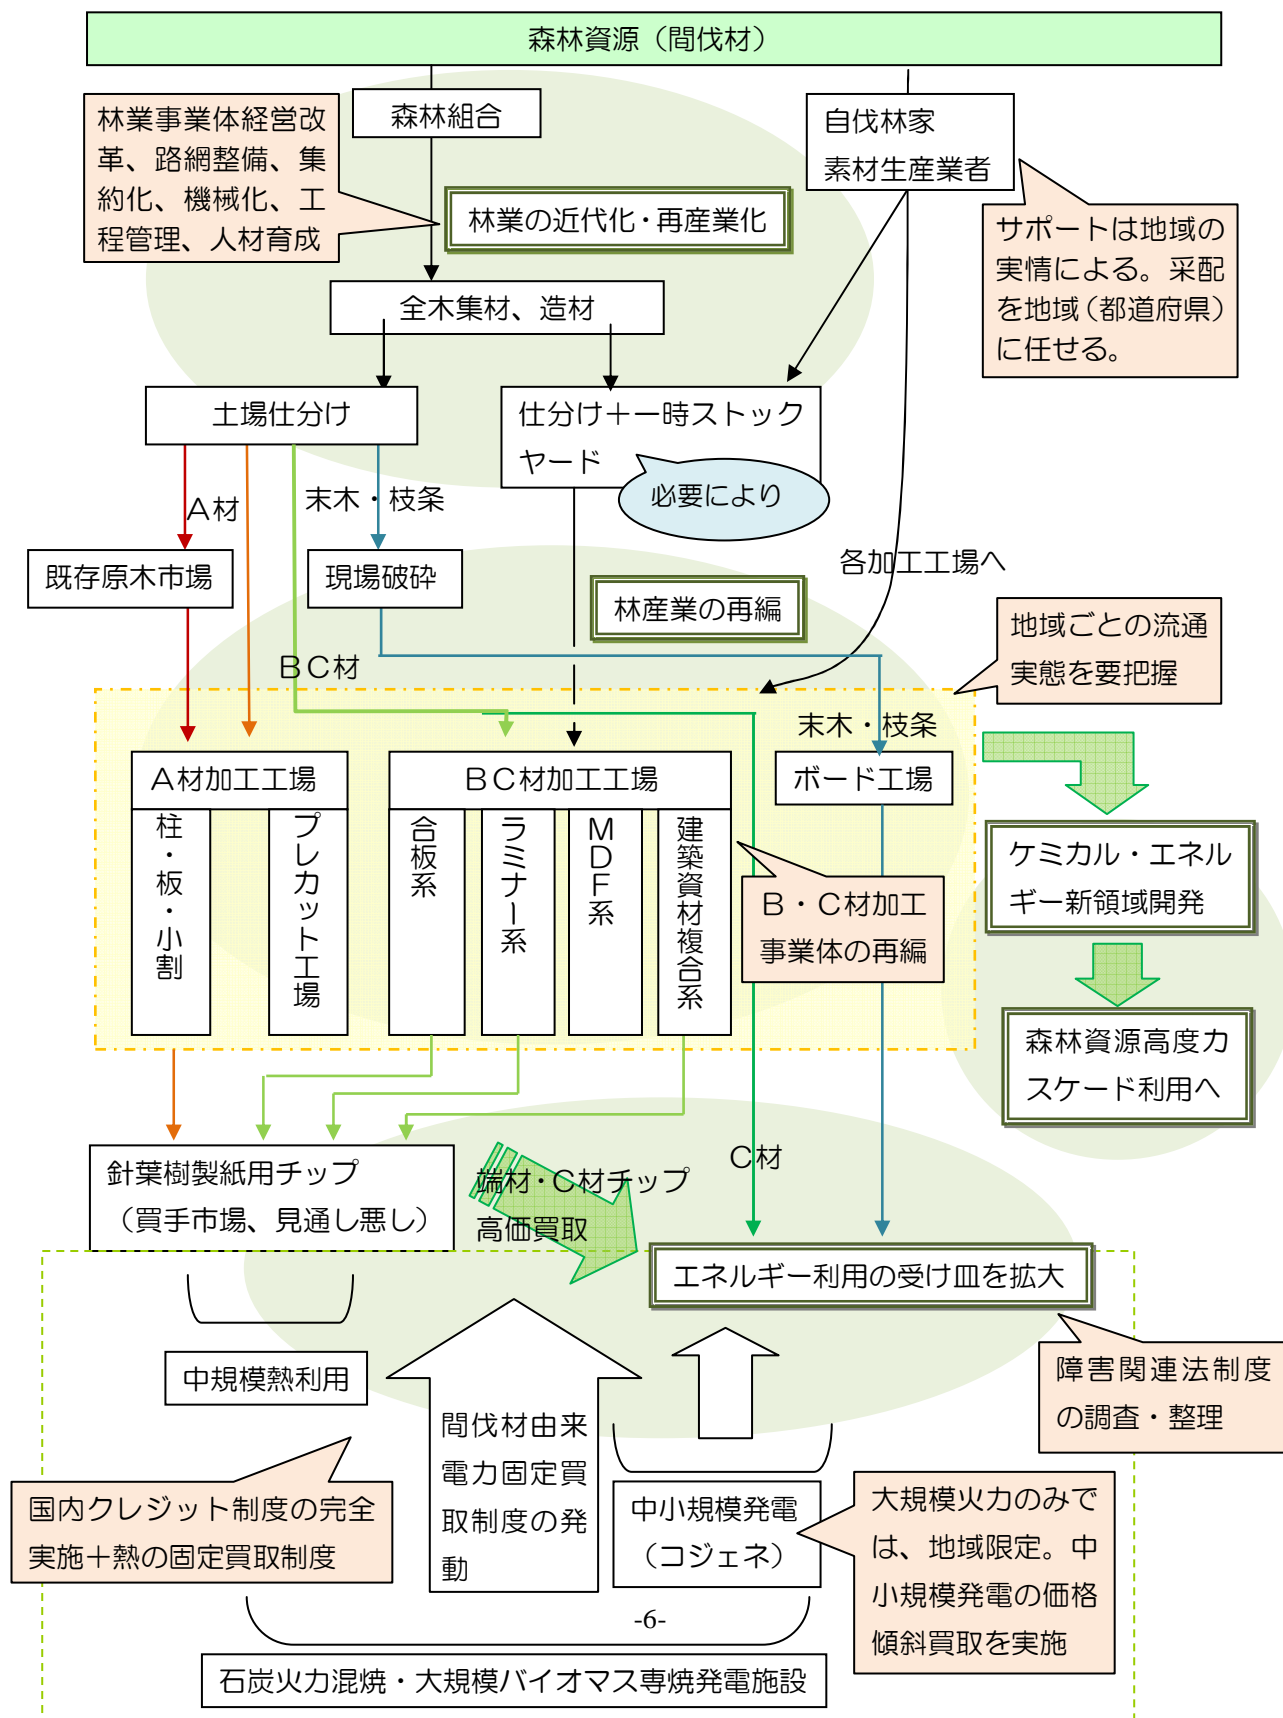 森林資源（間伐材）
森林組合
自伐林家
素材生産業者
林業事業体経営改
革、路網整備、集
約化、機械化、工
程管理、人材育成
林業の近代化・再産業化
サポートは地域の
実情による。采配
を地域（都道府県）
に任せる。
全木集材、造材
土場仕分け
仕分け＋一時ストック
ヤード
必要により
Ａ材
末木・枝条
既存原木市場
現場破砕
各加工工場へ
林産業の再編
地域ごとの流通
実態を要把握
ＢＣ材
末木・枝条
Ａ材加工工場
ＢＣ材加工工場
ボード工場
柱・板・小割
プレカット工場
合板系
ラミナー系
ＭＤＦ系
建築資材複合系
Ｂ・Ｃ材加工
事業体の再編
ケミカル・エネル
ギー新領域開発
森林資源高度カ
スケード利用へ
針葉樹製紙用チップ
（買手市場、見通し悪し）
端材・Ｃ材チップ
高価買取
Ｃ材
エネルギー利用の受け皿を拡大
中規模熱利用
障害関連法制度
の調査・整理
間伐材由来
電力固定買
取制度の発
動
国内クレジット制度の完全
実施＋熱の固定買取制度
中小規模発電
（コジェネ）
大規模火力のみで
は、地域限定。中
小規模発電の価格
傾斜買取を実施
-6-
石炭火力混焼・大規模バイオマス専焼発電施設